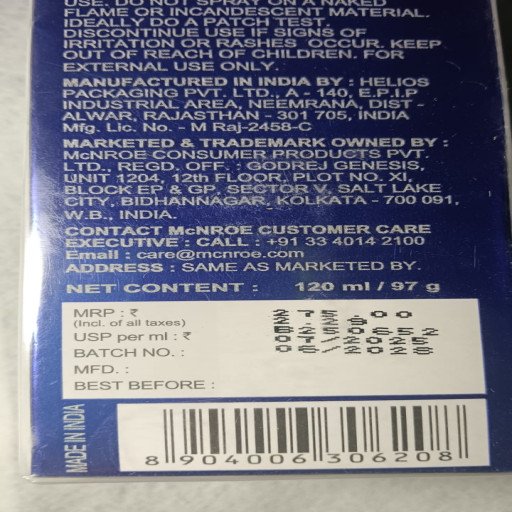 USE. DO NOT SPRAY ON A NAKED
FLAME OR INCANDESCENT MATERIAL.
IDEALLY DO A PATCH TEST.
DISCONTINUE USE IF SIGNS OF
IRRITATION OR RASHES OCCUR. KEEP
OUT OF REACH OF CHILDREN. FOR
EXTERNAL USE ONLY.
MANUFACTURED IN INDIA BY : HELIOS
PACKAGING PVT. LTD., A - 140, E.P.I.P
INDUSTRIAL AREA, NEEMRANA, DIST -
ALWAR, RAJASTHAN - 301 705, INDIA
Mfg. Lic. No. - M Raj-2458-C
MARKETED & TRADEMARK OWNED BY :
McNROE CONSUMER PRODUCTS PVT.
LTD., REGD. OFF. : GODREJ GENESIS,
UNIT 1204, 12th FLOOR, PLOT NO. XI,
BLOCK EP & GP, SECTOR V, SALT LAKE
CITY, BIDHANNAGAR, KOLKATA - 700 091,
W.B., INDIA.
CONTACT McNROE CUSTOMER CARE
EXECUTIVE : CALL : +91 33 4014 2100
Email : care@mcnroe.com
ADDRESS : SAME AS MARKETED BY.
NET CONTENT : 120 ml / 97 g
MRP : ₹ 275.00
(Incl. of all taxes)
USP per ml : ₹
BATCH NO. :
MFD. :
BEST BEFORE :
MADE IN INDIA
8 904006 306208